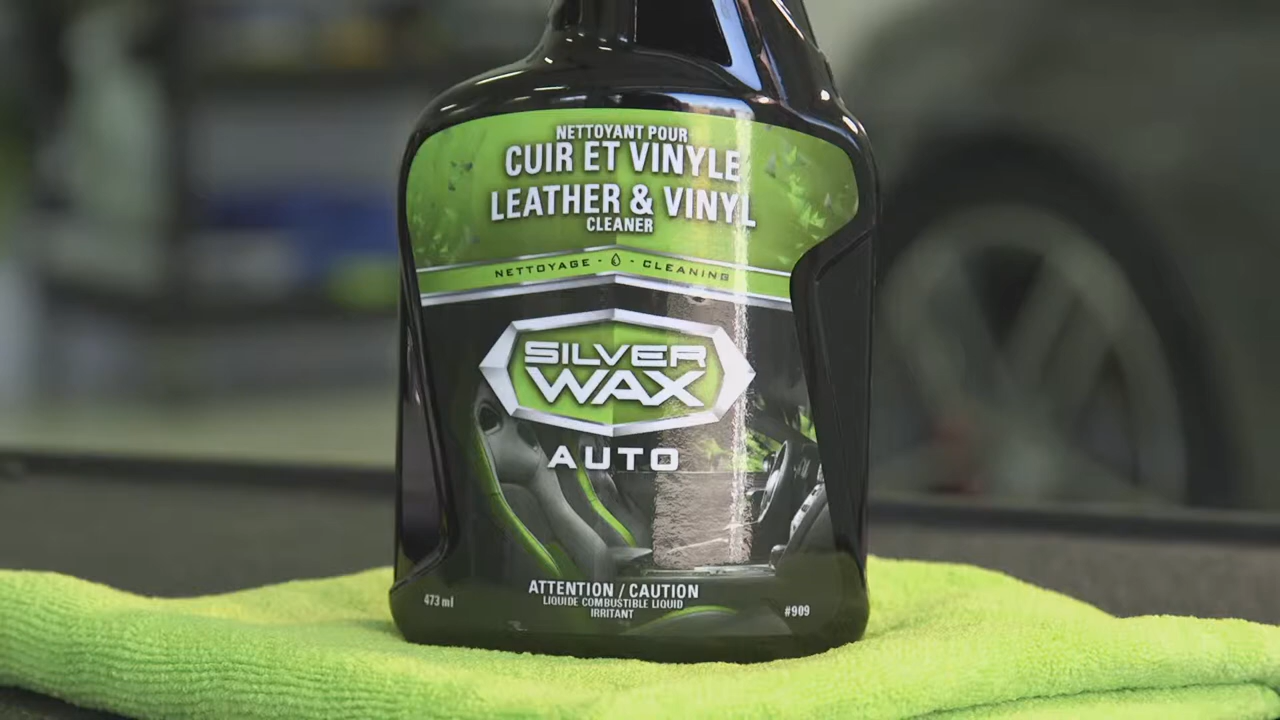 NETTOYANT POUR
CUIR ET VINYLE
LEATHER & VINYL
CLEANER
NETTOYAGE - CLEANING
SILVER
WAX
AUTO
ATTENTION / CAUTION
LIQUIDE COMBUSTIBLE LIQUID
IRRITANT
473 ml
#909